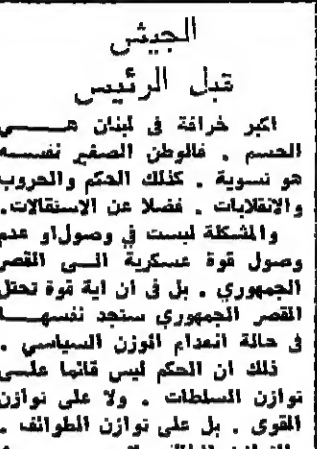 الجيش
قبل الرئيس
اكبر خرافة في لبنان هي
الحسم . فالوطن الصغير نفسه
هو تسوية . كذلك الحكم والحروب
والانقلابات . فضلا عن الاستقالات.
والمشكلة ليست في وصول او عدم
وصول قوة عسكرية الى القصر
الجمهوري . بل في ان اية قوة تحتل
القصر الجمهوري ستجد نفسها
في حالة انعدام الوزن السياسي .
ذلك ان الحكم ليس قائما على
توازن السلطات . ولا على توازن
القوى . بل على توازن الطوائف .